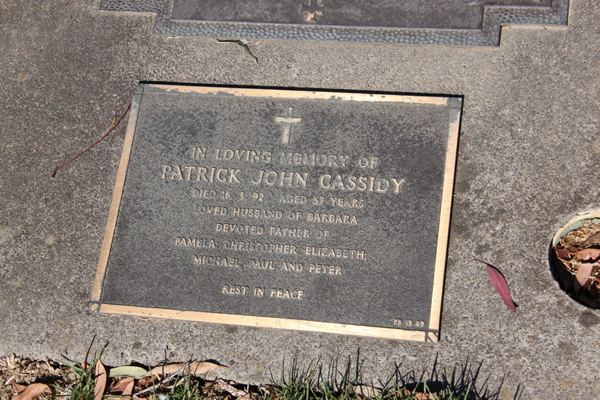 IN LOVING MEMORY OF
PATRICK JOHN CASSIDY
DIED 16. 3. 92 AGED 57 YEARS
LOVED HUSBAND OF BARBARA
DEVOTED FATHER OF
PAMELA, CHRISTOPHER, ELIZABETH,
MICHAEL, PAUL AND PETER
REST IN PEACE